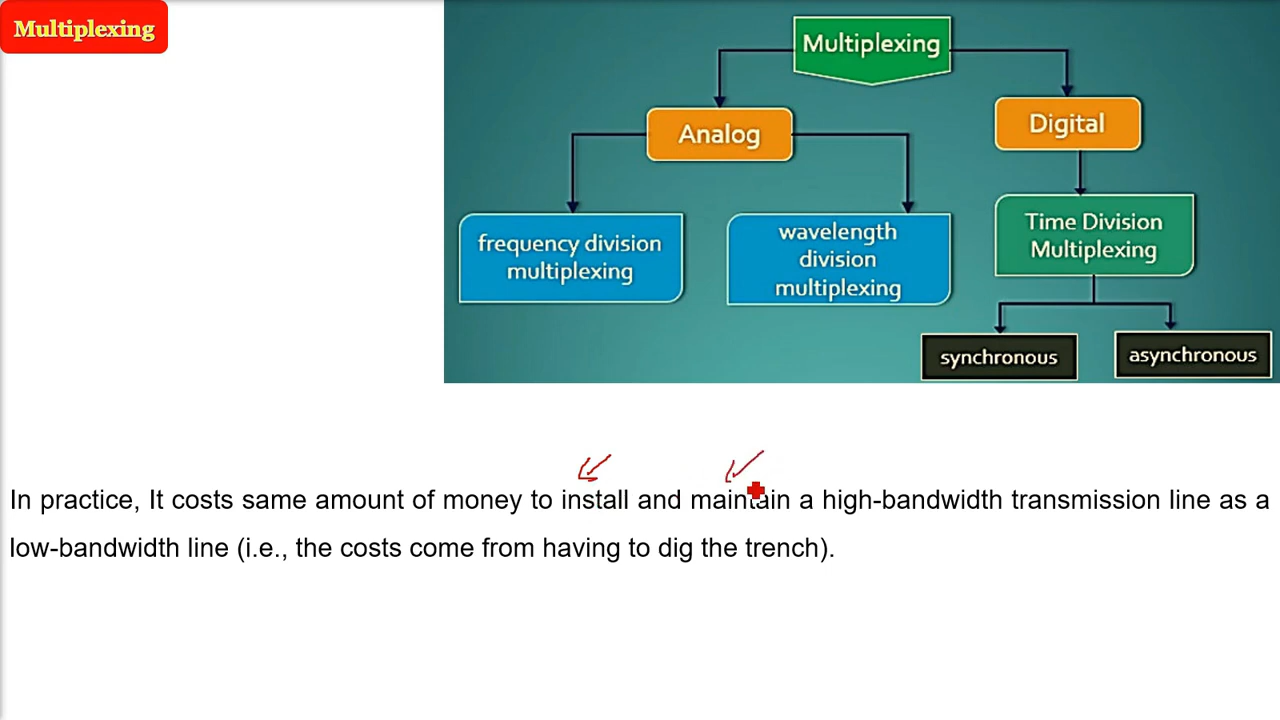 Multiplexing
Multiplexing
Analog
Digital
frequency division
multiplexing
wavelength
division
multiplexing
Time Division
Multiplexing
synchronous
asynchronous
In practice, It costs same amount of money to install and maintain a high-bandwidth transmission line as a
low-bandwidth line (i.e., the costs come from having to dig the trench).